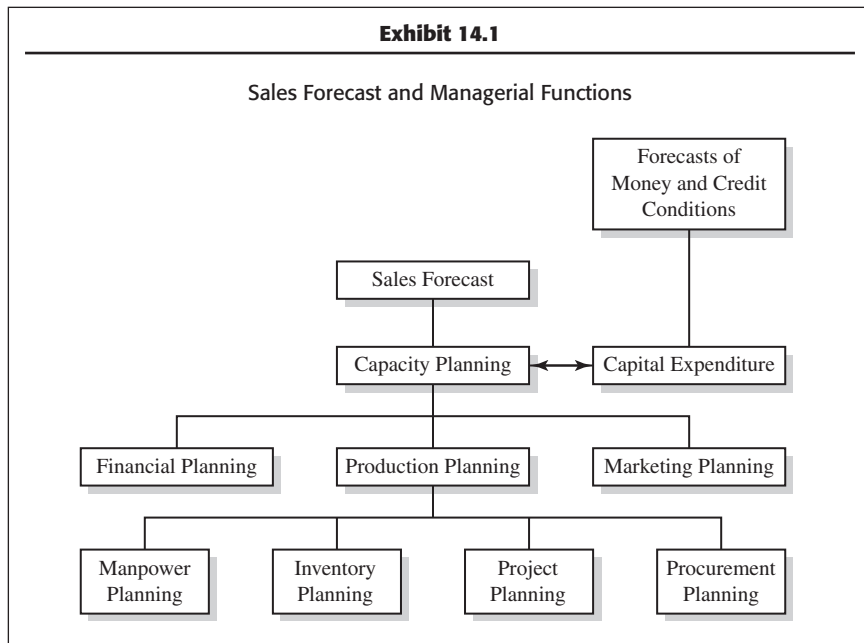 Exhibit 14.1
Sales Forecast and Managerial Functions
Forecasts of
Money and Credit
Conditions
Sales Forecast
Capacity Planning
Capital Expenditure
Financial Planning
Production Planning
Marketing Planning
Manpower
Planning
Inventory
Planning
Project
Planning
Procurement
Planning